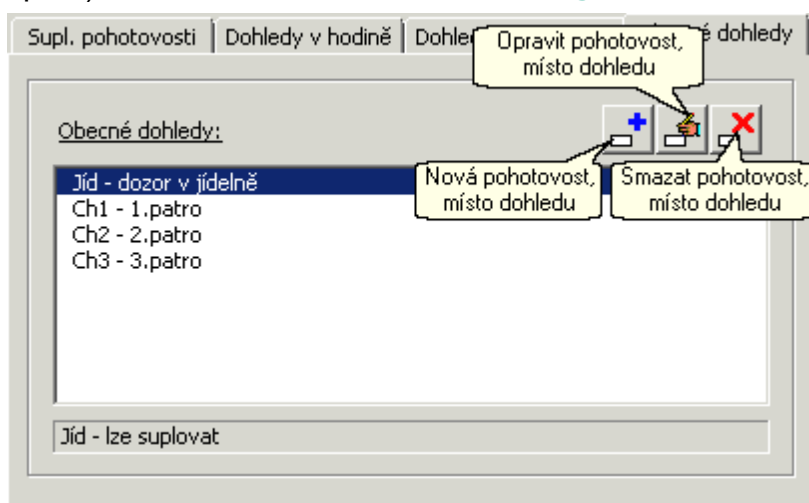 Supl. pohotovosti
Dohledy v hodině
Dohledy
Opravit pohotovost,
místo dohledu
dohledy
Obecné dohledy:
Jíd - dozor v jídelně
Ch1 - 1.patro
Ch2 - 2.patro
Ch3 - 3.patro
Nová pohotovost,
místo dohledu
Smazat pohotovost,
místo dohledu
Jíd - lze suplovat